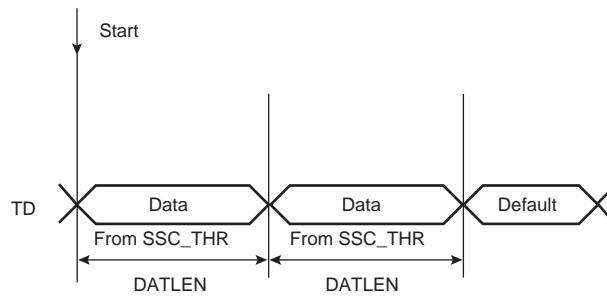 Start
TD
Data
Data
Default
From SSC_THR
From SSC_THR
DATLEN
DATLEN